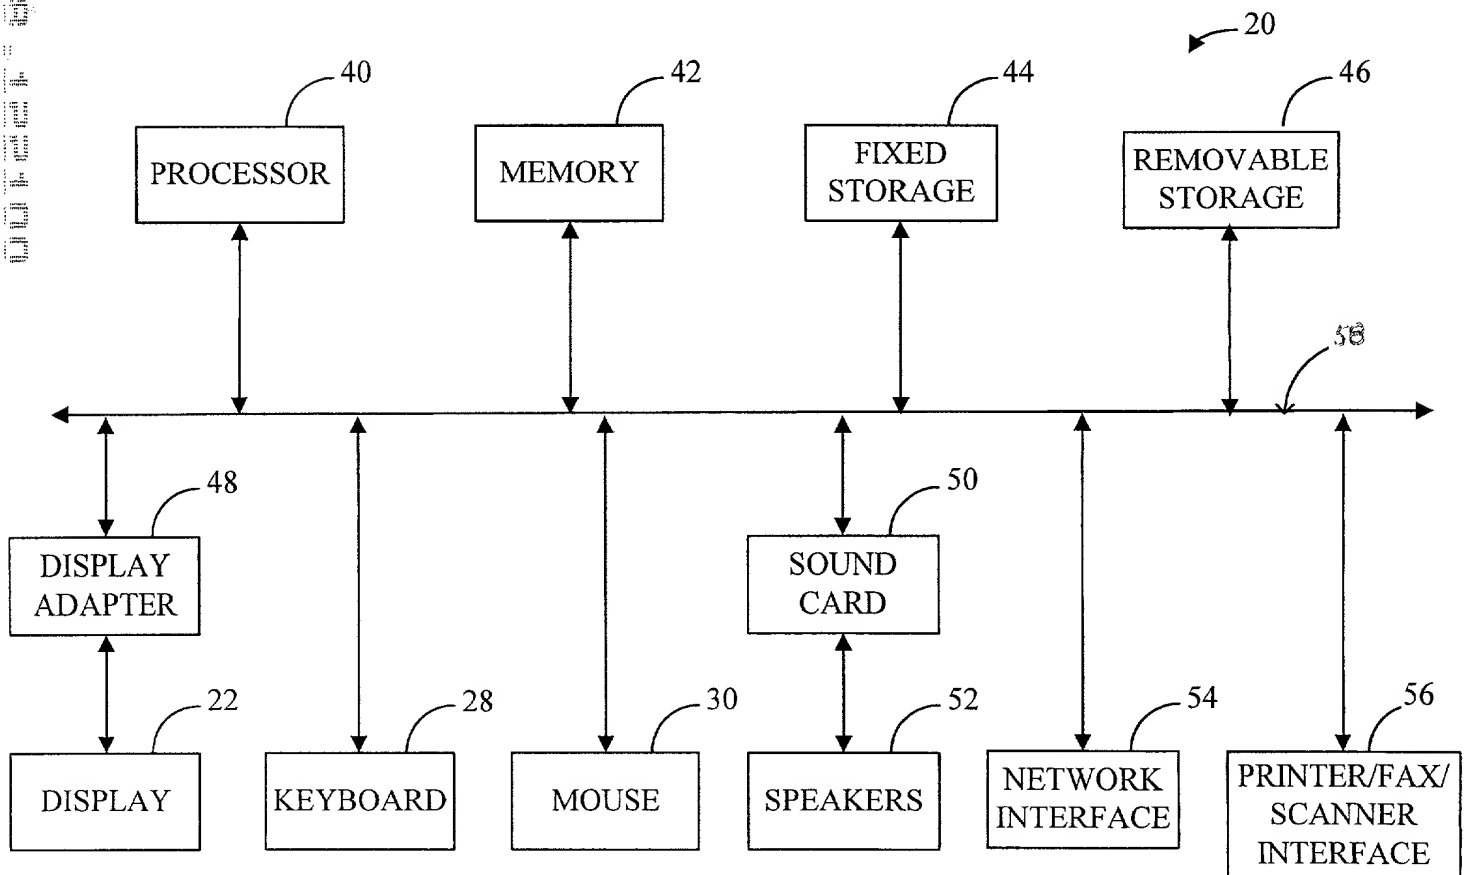 20
40
42
44
46
PROCESSOR
MEMORY
FIXED
STORAGE
REMOVABLE
STORAGE
58
48
50
DISPLAY
ADAPTER
SOUND
CARD
22
28
30
52
54
56
DISPLAY
KEYBOARD
MOUSE
SPEAKERS
NETWORK
INTERFACE
PRINTER/FAX/
SCANNER
INTERFACE